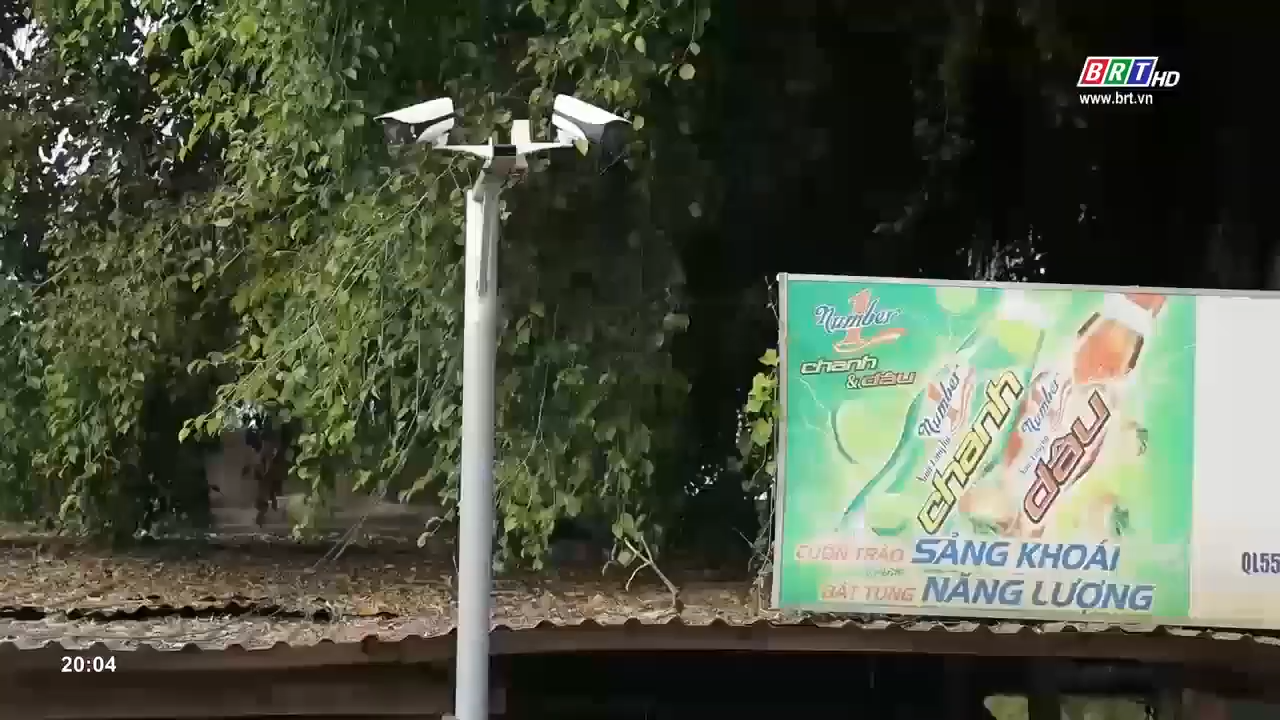 BRT HD
www.brt.vn
Number 1
chanh
& dâu
Number 1
chanh
Number 1
dâu
CUỘN TRÀO SẢNG KHOÁI
BẤT TUNG NĂNG LƯỢNG
QL55
20:04